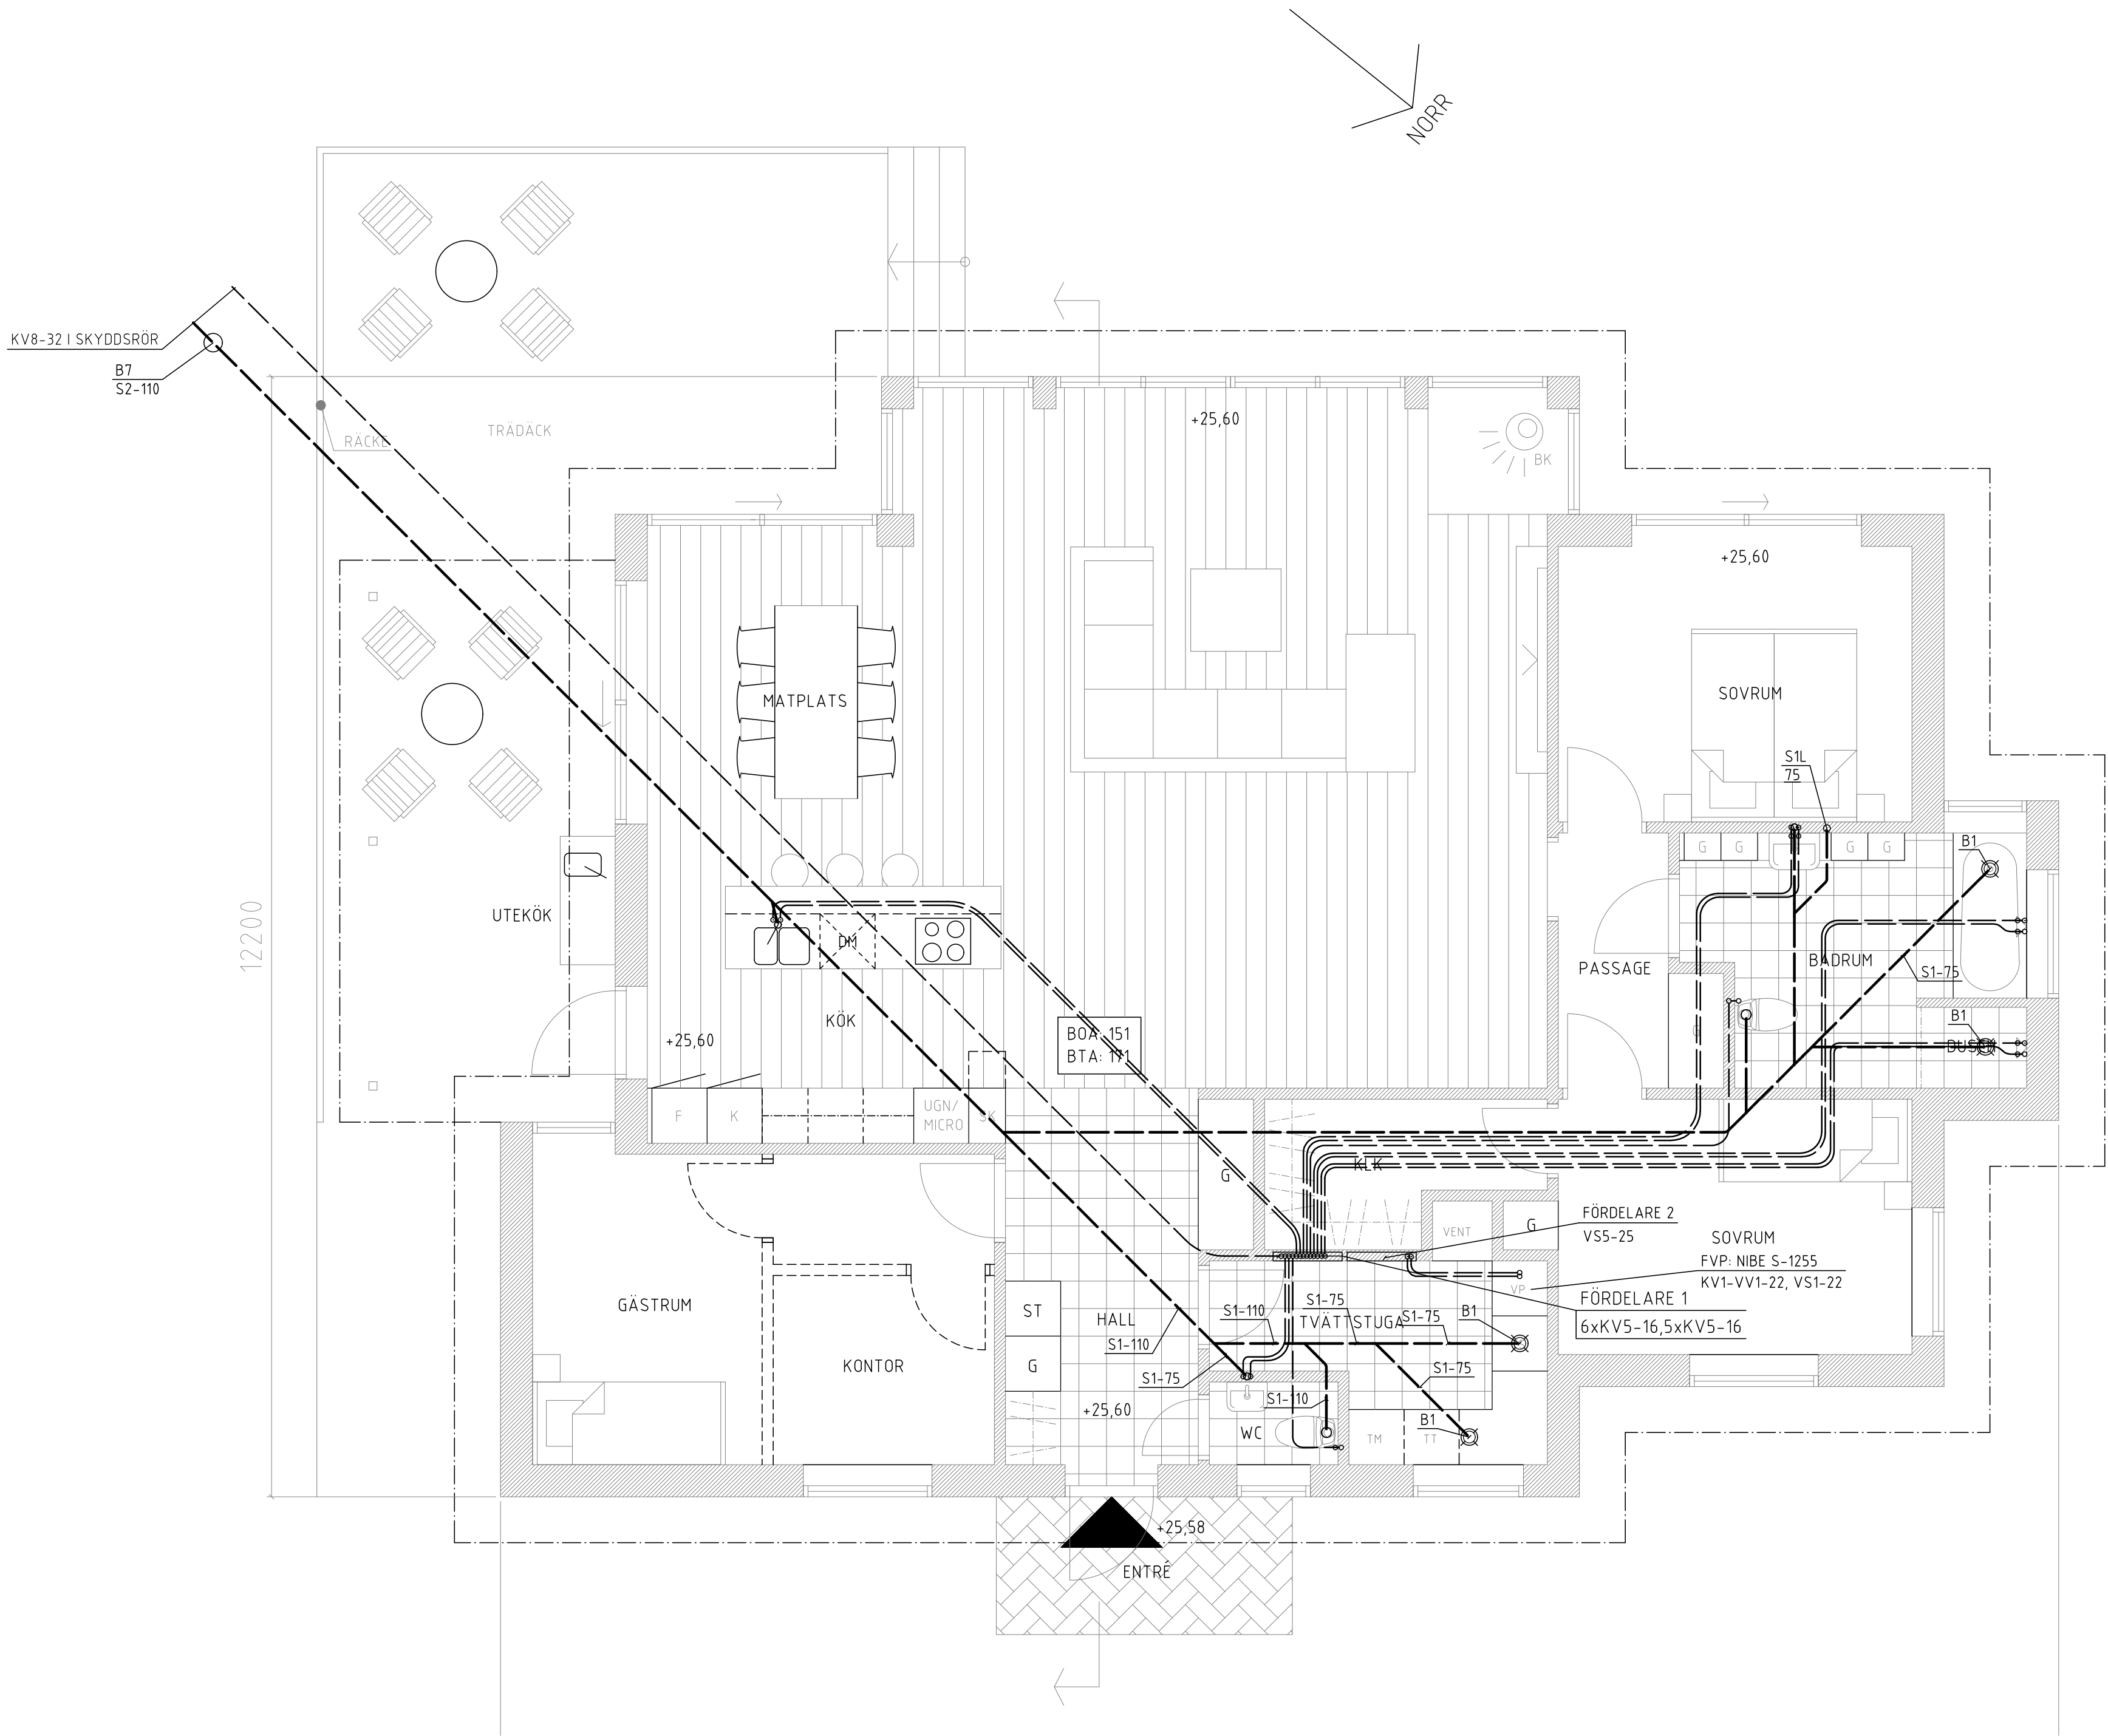 NORR
KV8-32 I SKYDDSRÖR
B7
S2-110
RÄCKE
TRÄDÄCK
+25,60
BK
+25,60
MATPLATS
SOVRUM
S1L
75
G
G
G
G
B1
12200
UTEKÖK
DM
BADRUM
PASSAGE
S1-75
KÖK
BOA: 151
BTA: 171
+25,60
G
B1
DUSCH
F
K
UGN/
MICRO
SK
G
KLK
FÖRDELARE 2
VS5-25
VENT
G
SOVRUM
FVP: NIBE S-1255
KV1-VV1-22, VS1-22
VP
FÖRDELARE 1
6xKV5-16,5xKV5-16
GÄSTRUM
ST
HALL
S1-110
S1-110
S1-75
TVÄTTSTUGA
S1-75
B1
KONTOR
G
S1-75
S1-75
S1-110
+25,60
WC
TM
B1
TT
+25,58
ENTRÉ